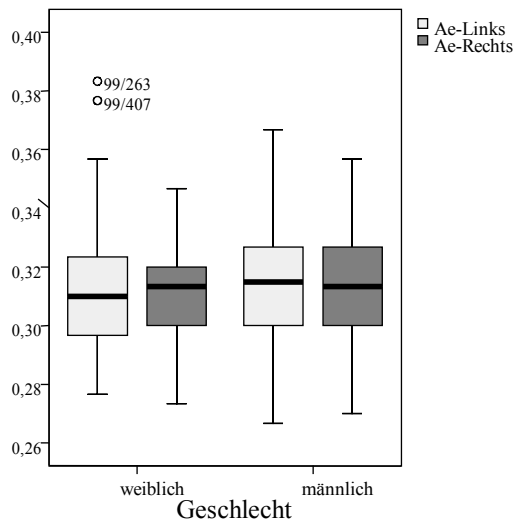 0,40
0,38
0,36
0,34
0,32
0,30
0,28
0,26
99/263
99/407
Ae-Links
Ae-Rechts
weiblich
männlich
Geschlecht